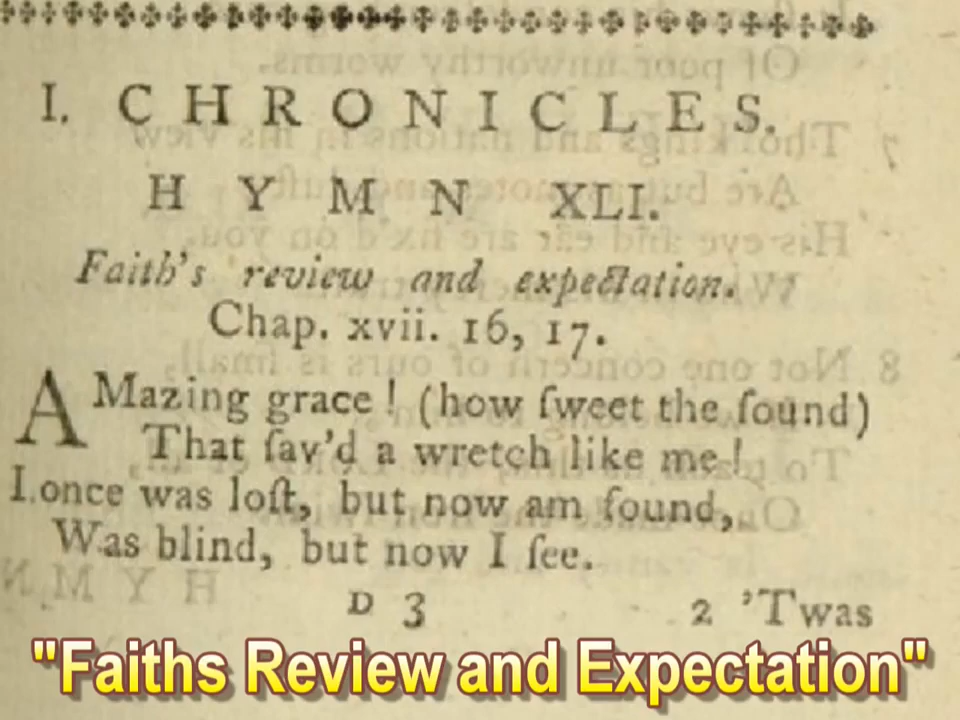 I. CHRONICLES.
HYMN XLI.
Faith's review and expectation.
Chap. xvii. 16, 17.
AMazing grace! (how ſweet the ſound)
That ſav'd a wretch like me!
I once was loſt, but now am found,
Was blind, but now I ſee.
D 3 2 'Twas
"Faiths Review and Expectation"